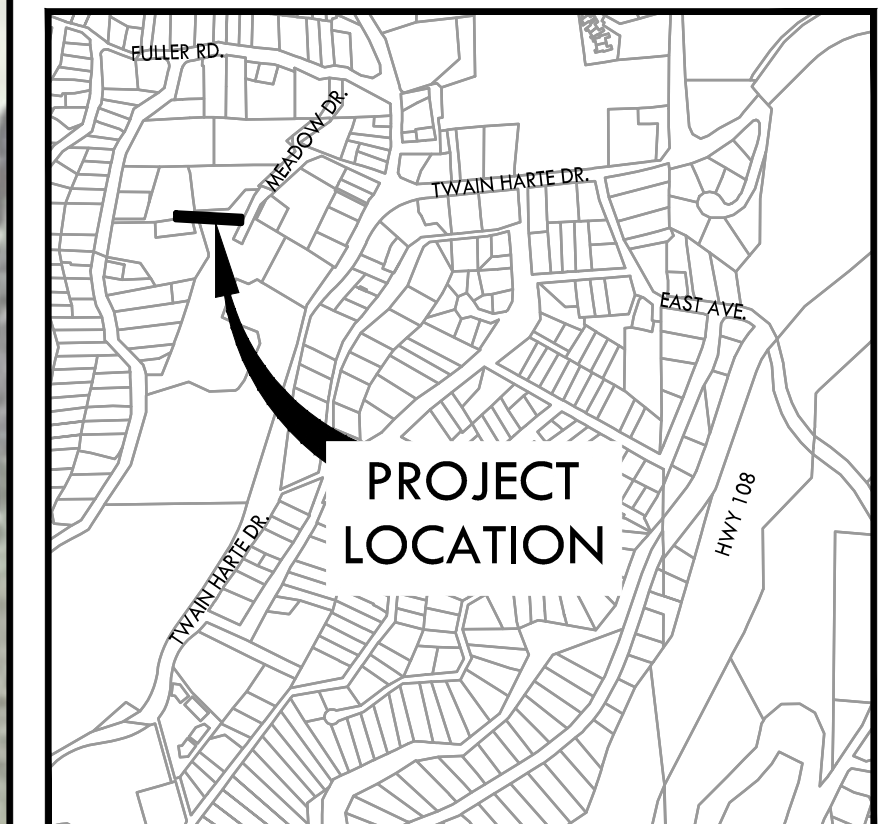 FULLER RD.
MEADOW DR.
TWAIN HARTE DR.
EAST AVE.
PROJECT
LOCATION
HWY 108
TWAIN HARTE DR.